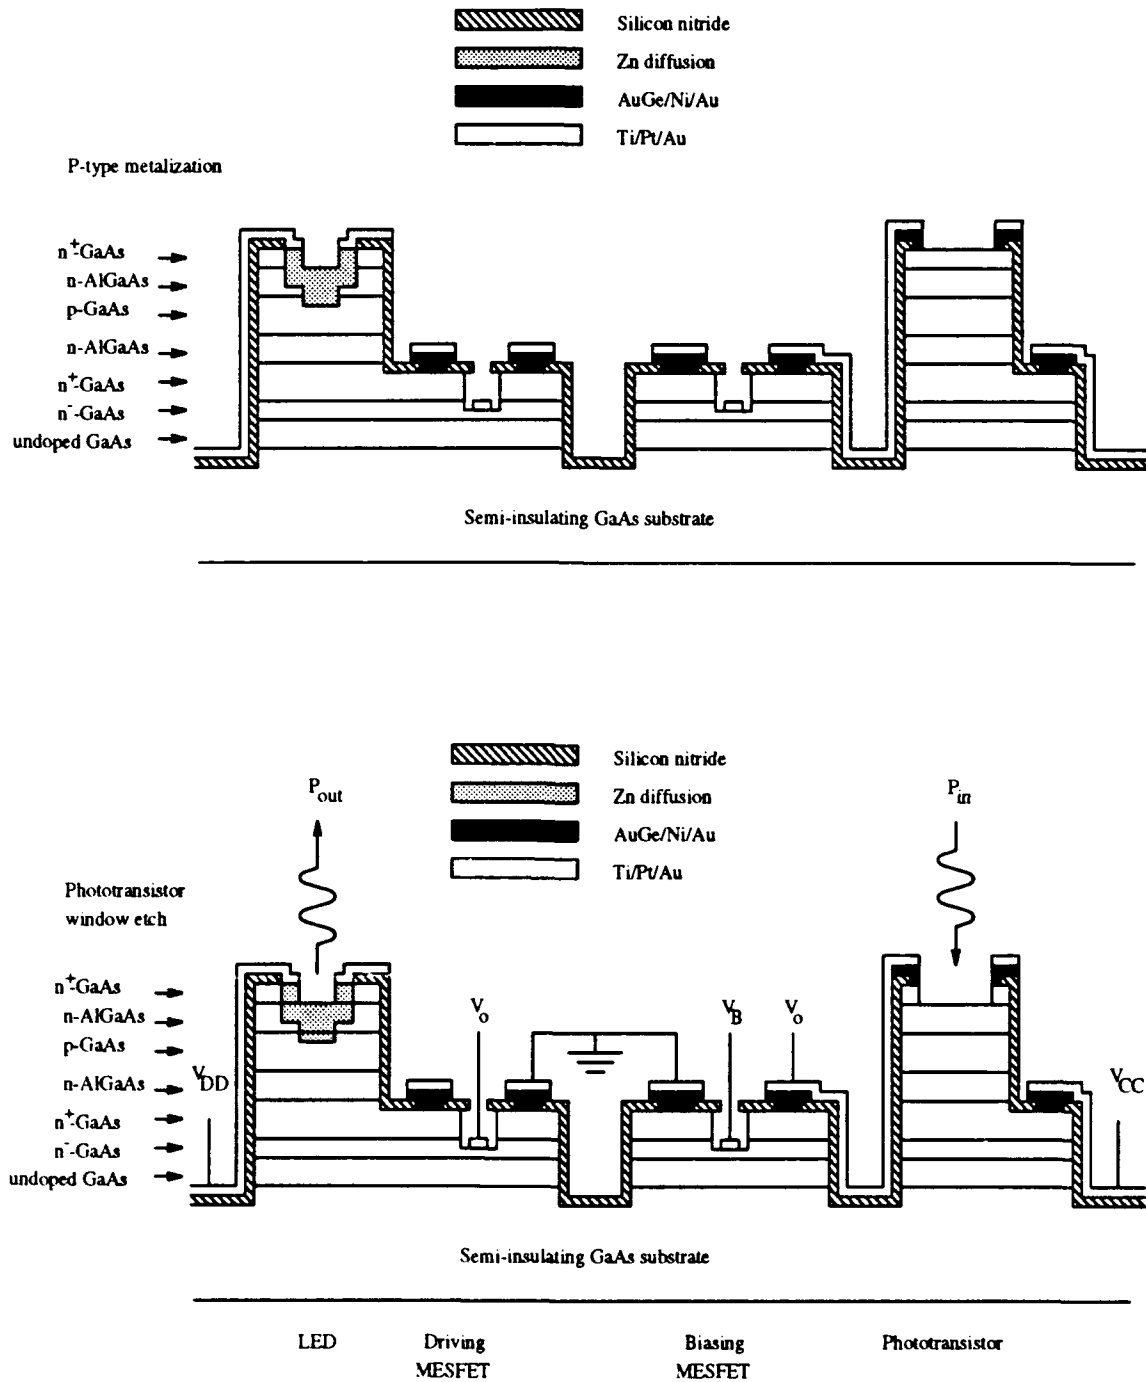 Silicon nitride
Zn diffusion
AuGe/Ni/Au
Ti/Pt/Au
P-type metalization
n+-GaAs
n-AlGaAs
p-GaAs
n-AlGaAs
n+-GaAs
n--GaAs
undoped GaAs
Semi-insulating GaAs substrate
Silicon nitride
Zn diffusion
AuGe/Ni/Au
Ti/Pt/Au
Pout
Pin
Phototransistor
window etch
n+-GaAs
n-AlGaAs
p-GaAs
n-AlGaAs
n+-GaAs
n--GaAs
undoped GaAs
VDD
Vo
VB
Vo
VCC
Semi-insulating GaAs substrate
LED
Driving
MESFET
Biasing
MESFET
Phototransistor